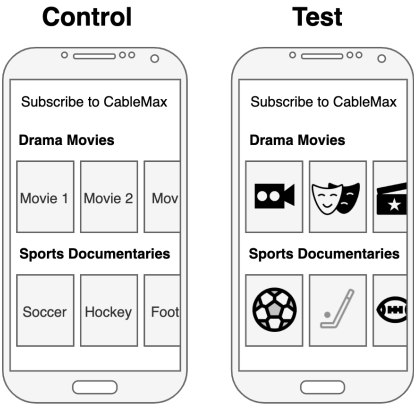 Control
Test
Subscribe to CableMax
Drama Movies
Movie 1
Movie 2
Mov
Sports Documentaries
Soccer
Hockey
Foot
Subscribe to CableMax
Drama Movies
Sports Documentaries